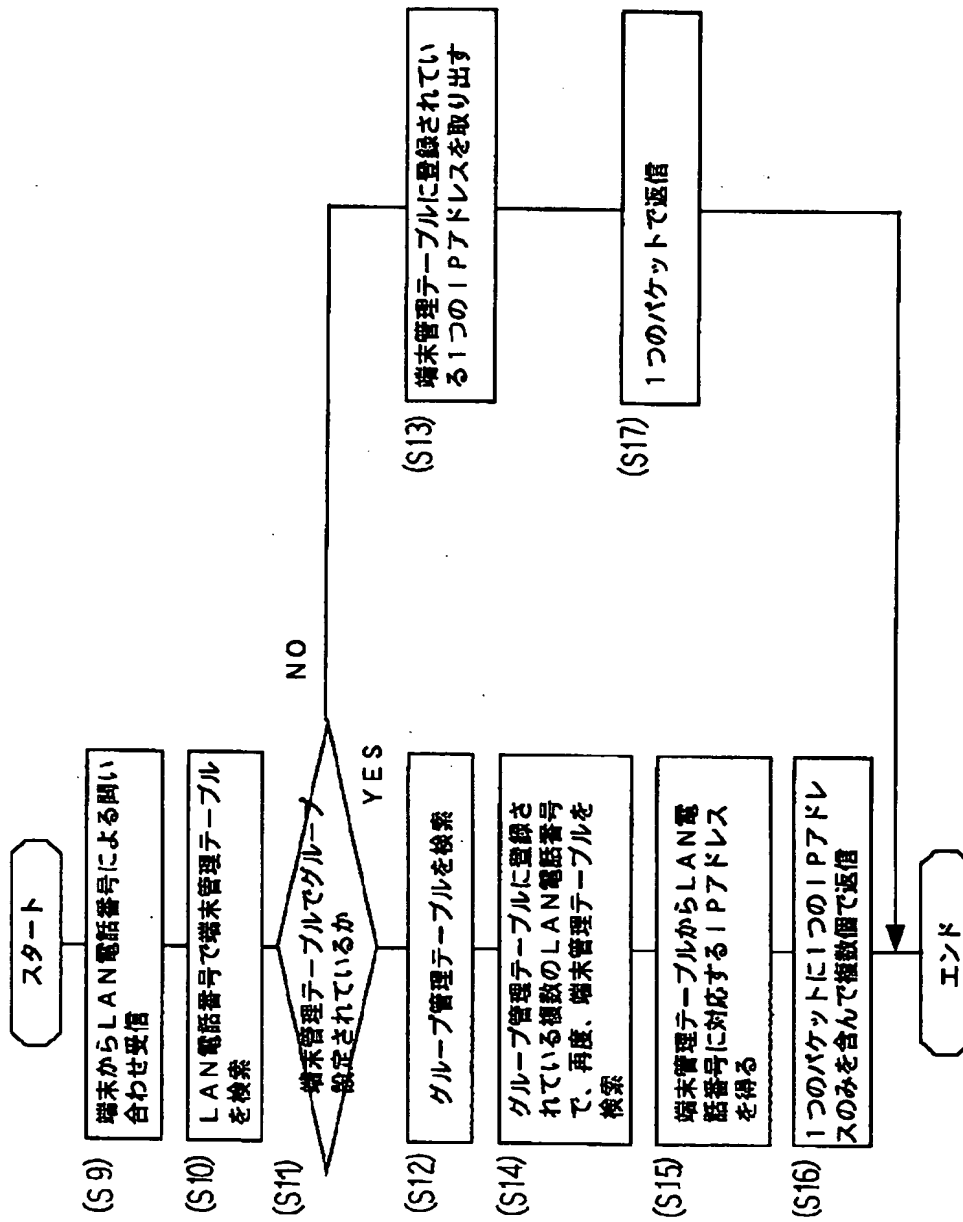 スタート
(S9)
端末からLAN電話番号による問い
合わせ受信
(S10)
LAN電話番号で端末管理テーブル
を検索
(S11)
端末管理テーブルでグループ
設定されているか
NO
YES
(S12)
グループ管理テーブルを検索
(S14)
グループ管理テーブルに登録さ
れている複数のLAN電話番号
で、再度、端末管理テーブルを
検索
(S15)
端末管理テーブルからLAN電
話番号に対応するIPアドレス
を得る
(S16)
1つのパケットに1つのIPアドレ
スのみを含んで複数個で返信
(S13)
端末管理テーブルに登録されてい
る1つのIPアドレスを取り出す
(S17)
1つのパケットで返信
エンド